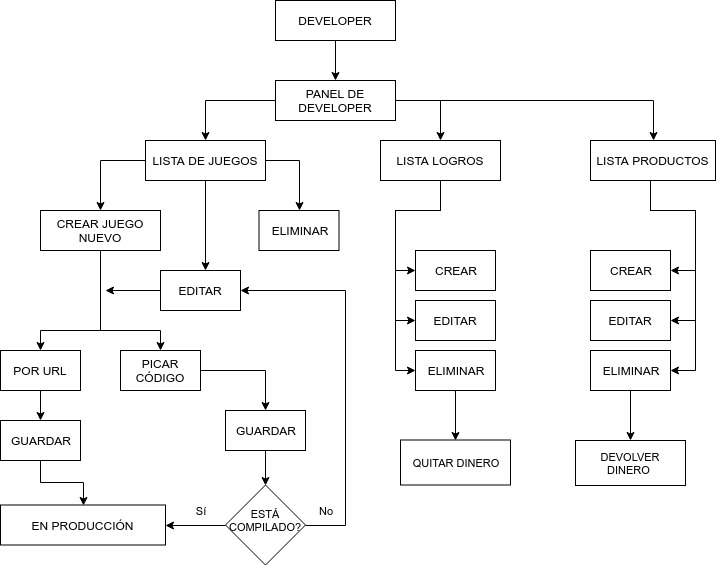 DEVELOPER
PANEL DE
DEVELOPER
LISTA DE JUEGOS
LISTA LOGROS
LISTA PRODUCTOS
CREAR JUEGO
NUEVO
ELIMINAR
EDITAR
CREAR
EDITAR
ELIMINAR
CREAR
EDITAR
ELIMINAR
POR URL
PICAR
CÓDIGO
GUARDAR
GUARDAR
QUITAR DINERO
DEVOLVER
DINERO
EN PRODUCCIÓN
Sí
ESTÁ
COMPILADO?
No